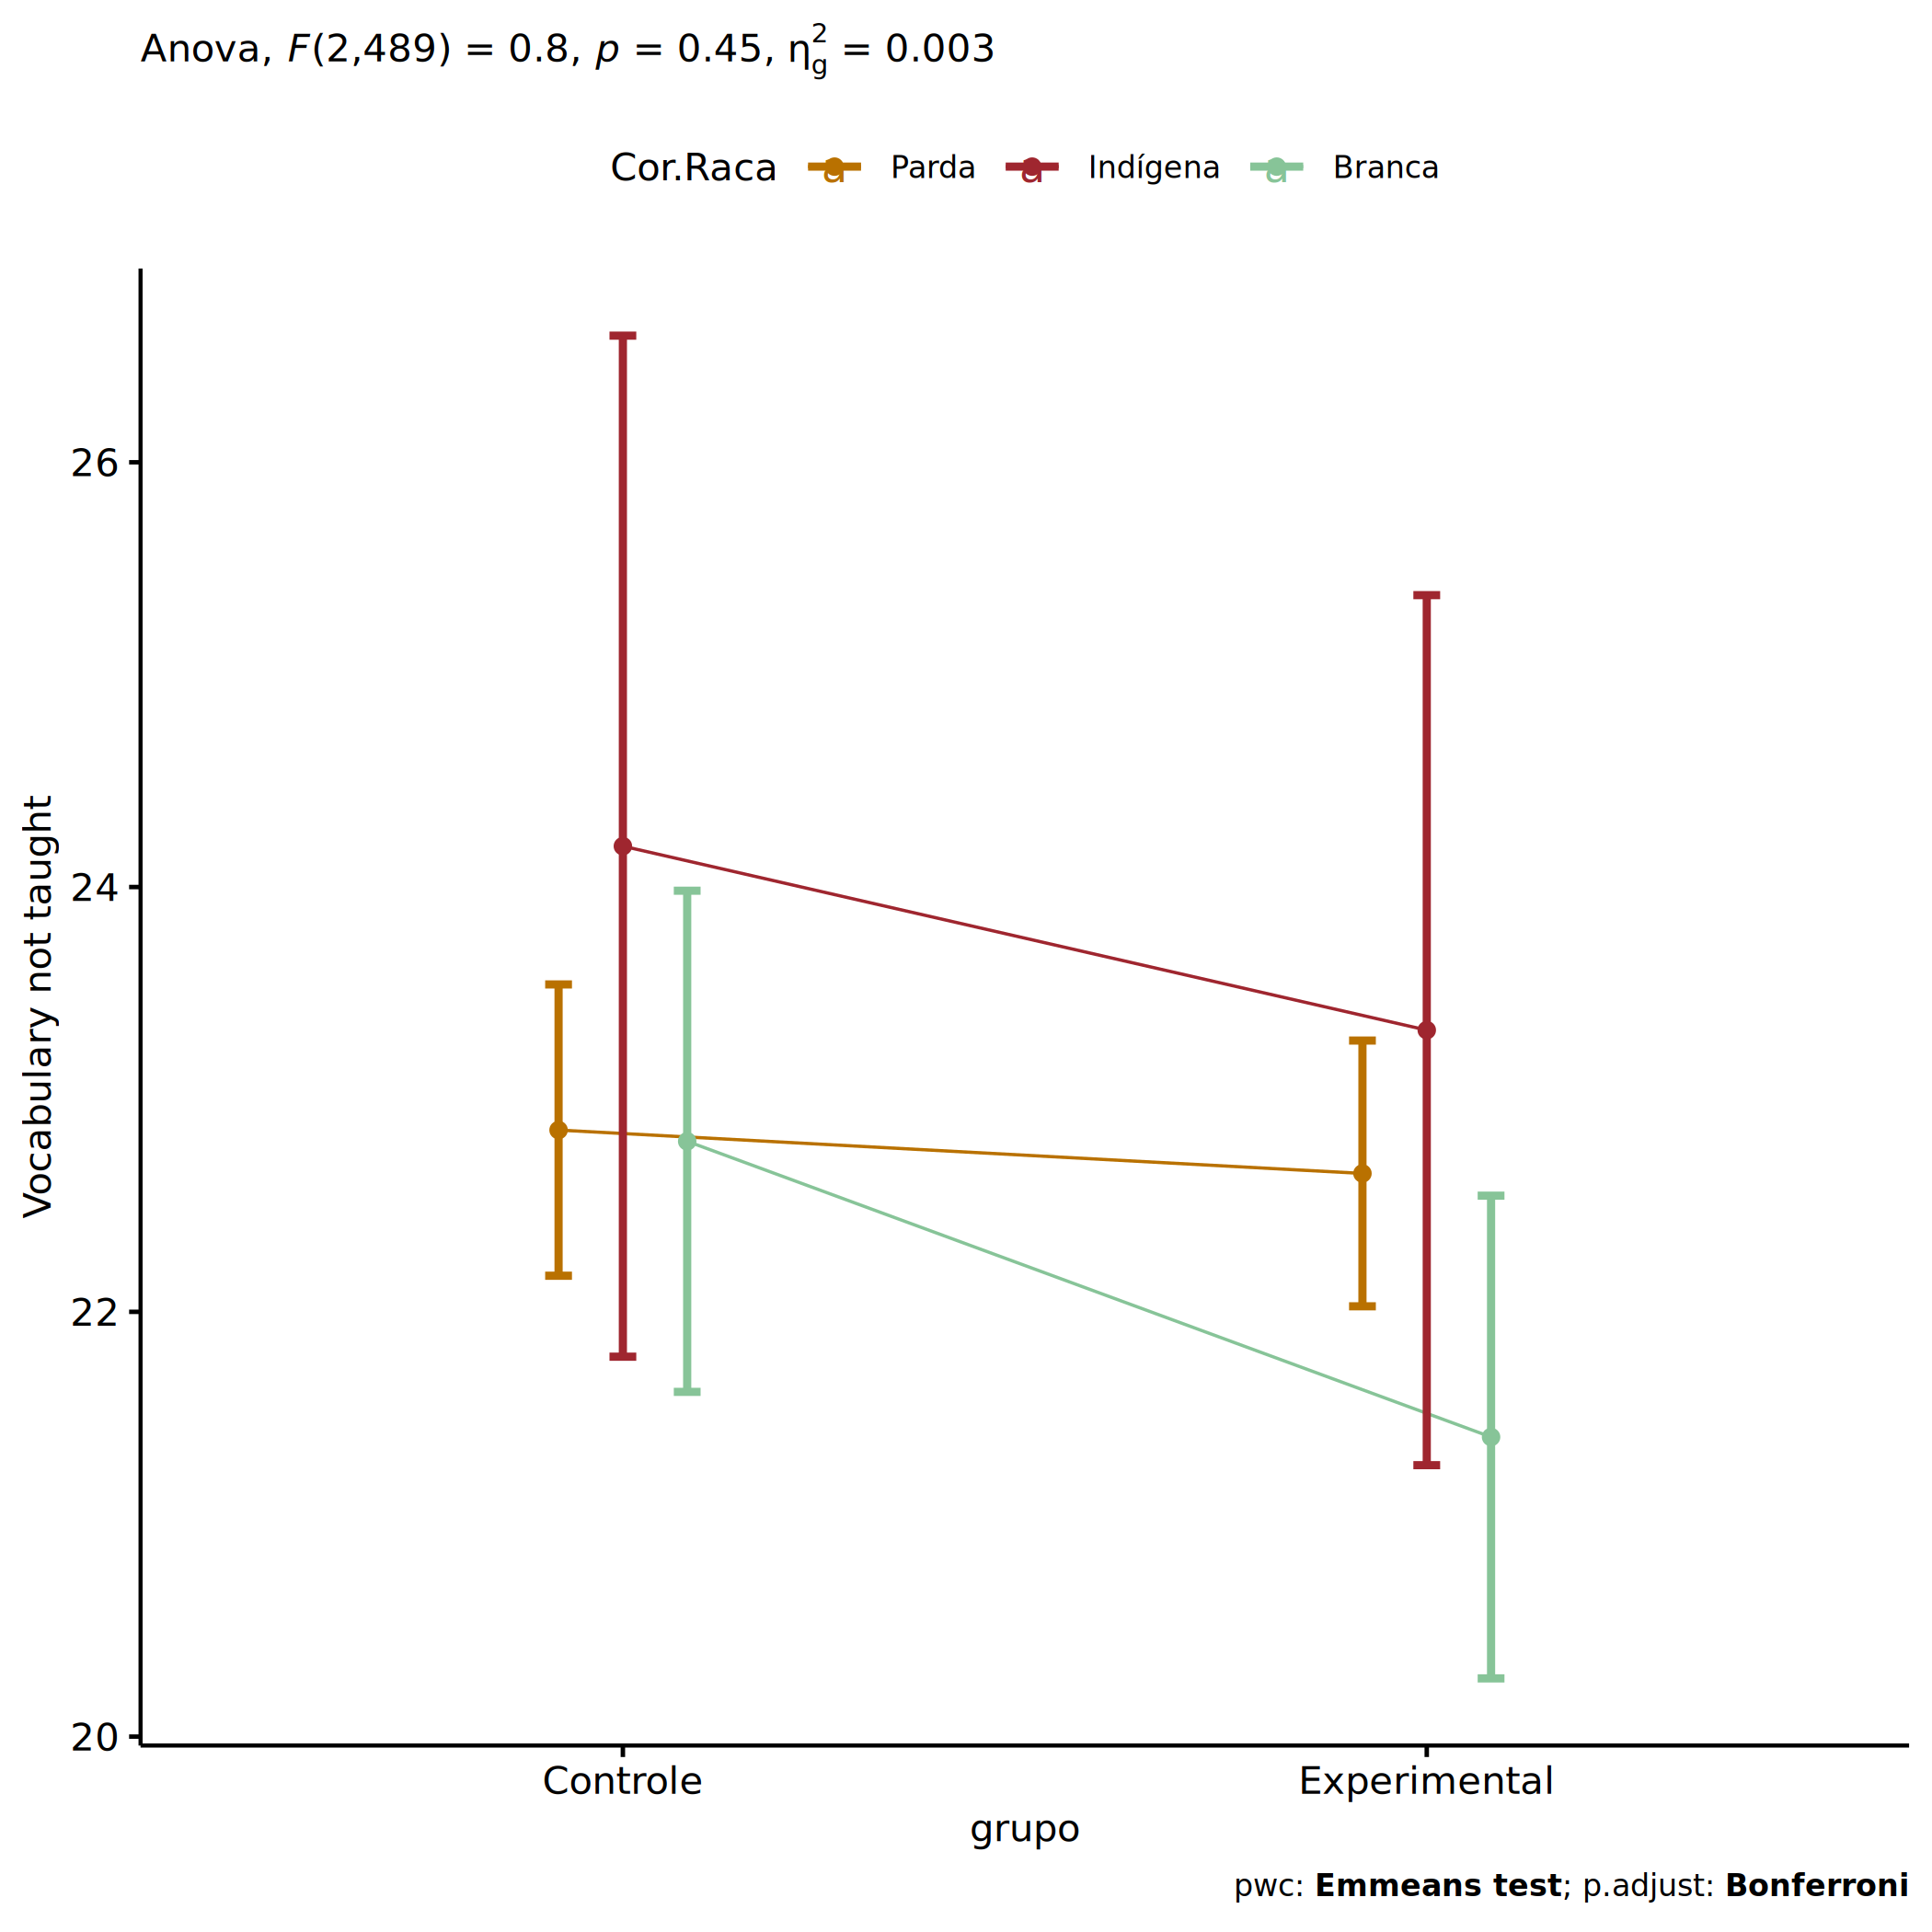 Anova, F(2,489) = 0.8, p = 0.45, η²g = 0.003
Cor.Raca a Parda a Indígena a Branca
26
24
22
20
Vocabulary not taught
Controle Experimental
grupo
pwc: Emmeans test; p.adjust: Bonferroni